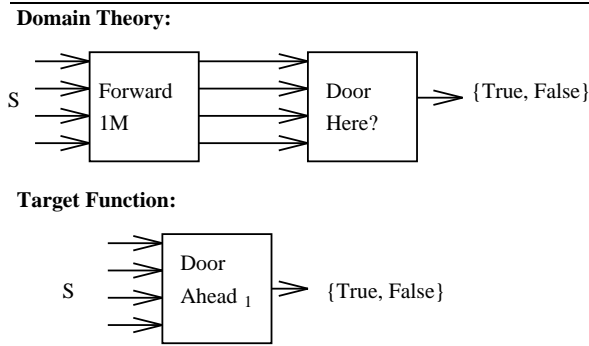 Domain Theory:
S
Forward
1M
Door
Here?
{True, False}
Target Function:
S
Door
Ahead 1
{True, False}